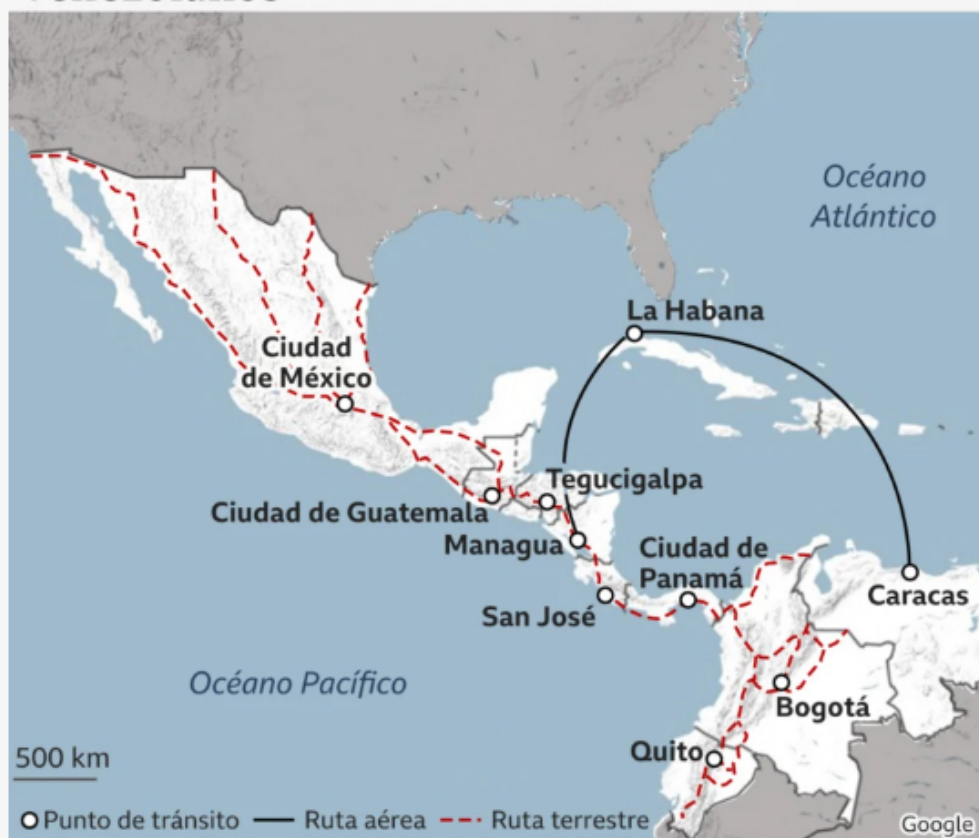 Océano
Atlántico
La Habana
Ciudad
de México
Tegucigalpa
Ciudad de Guatemala
Managua
Ciudad de
Panamá
San José
Caracas
Océano Pacífico
Bogotá
Quito
500 km
Punto de tránsito
Ruta aérea
Ruta terrestre
Google